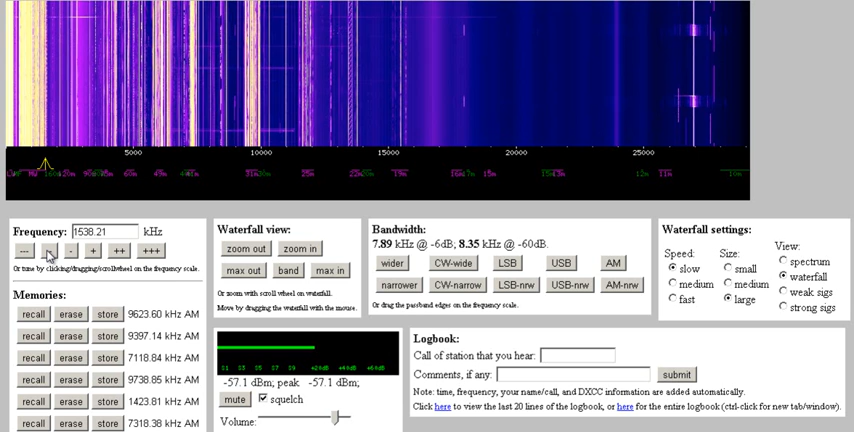 5000 10000 15000 20000 25000
Frequency: 1538.21 kHz
--- -- - + ++ +++
Or tune by clicking/dragging/scrollwheel on the frequency scale.
Memories:
recall erase store 9623.60 kHz AM
recall erase store 9397.14 kHz AM
recall erase store 7118.84 kHz AM
recall erase store 9738.85 kHz AM
recall erase store 1423.81 kHz AM
recall erase store 7318.38 kHz AM
Waterfall view:
zoom out zoom in
max out band max in
Or zoom with scroll wheel on waterfall.
Move by dragging the waterfall with the mouse.
S1 S3 S5 S7 S9 +20dB +40dB +60dB
-57.1 dBm; peak -57.1 dBm;
mute squelch
Volume:
Bandwidth:
7.89 kHz @ -6dB; 8.35 kHz @ -60dB.
wider CW-wide LSB USB AM
narrower CW-narrow LSB-nrw USB-nrw AM-nrw
Or drag the passband edges on the frequency scale.
Logbook:
Call of station that you hear:
Comments, if any: submit
Note: time, frequency, your name/call, and DXCC information are added automatically.
Click here to view the last 20 lines of the logbook, or here for the entire logbook (ctrl-click for new tab/window).
Waterfall settings:
Speed: Size: View:
slow small spectrum
medium medium waterfall
fast large weak sigs
strong sigs